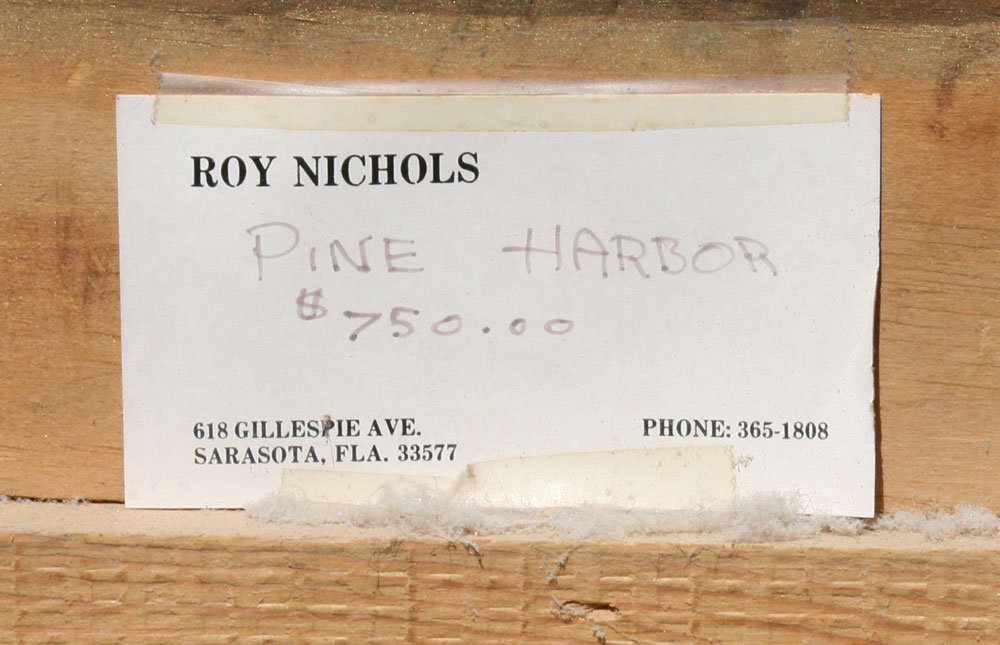 ROY NICHOLS
PINE HARBOR
$750.00
618 GILLESPIE AVE.
SARASOTA, FLA. 33577
PHONE: 365-1808